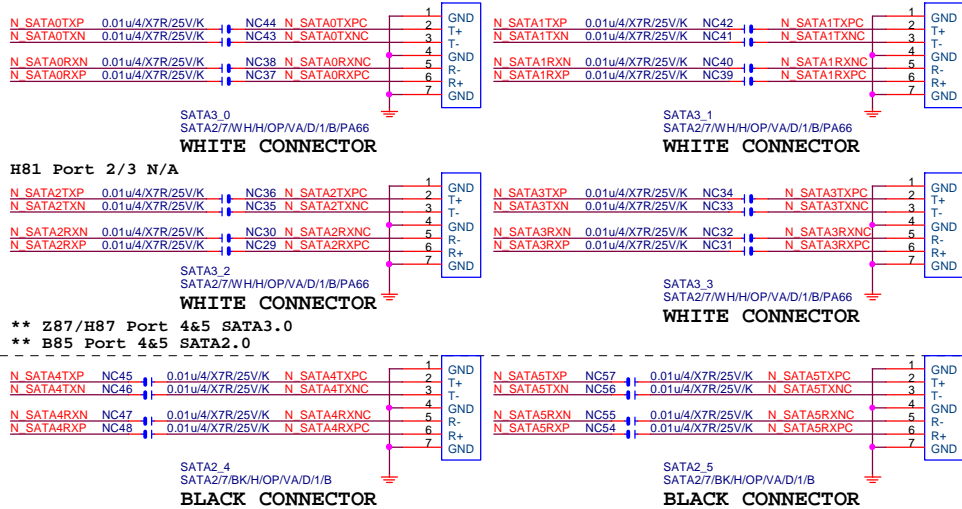 N_SATA0TXP 0.01u/4/X7R/25V/K NC44 N_SATA0TXPC 1 GND
N_SATA0TXN 0.01u/4/X7R/25V/K NC43 N_SATA0TXNC 2 T+
3 T-
4 GND
N_SATA0RXN 0.01u/4/X7R/25V/K NC38 N_SATA0RXNC 5 R-
N_SATA0RXP 0.01u/4/X7R/25V/K NC37 N_SATA0RXPC 6 R+
7 GND
SATA3_0
SATA2/7/WH/H/OP/VA/D/1/B/PA66
WHITE CONNECTOR
N_SATA1TXP 0.01u/4/X7R/25V/K NC42 N_SATA1TXPC 1 GND
N_SATA1TXN 0.01u/4/X7R/25V/K NC41 N_SATA1TXNC 2 T+
3 T-
4 GND
N_SATA1RXN 0.01u/4/X7R/25V/K NC40 N_SATA1RXNC 5 R-
N_SATA1RXP 0.01u/4/X7R/25V/K NC39 N_SATA1RXPC 6 R+
7 GND
SATA3_1
SATA2/7/WH/H/OP/VA/D/1/B/PA66
WHITE CONNECTOR
H81 Port 2/3 N/A
N_SATA2TXP 0.01u/4/X7R/25V/K NC36 N_SATA2TXPC 1 GND
N_SATA2TXN 0.01u/4/X7R/25V/K NC35 N_SATA2TXNC 2 T+
3 T-
4 GND
N_SATA2RXN 0.01u/4/X7R/25V/K NC30 N_SATA2RXNC 5 R-
N_SATA2RXP 0.01u/4/X7R/25V/K NC29 N_SATA2RXPC 6 R+
7 GND
SATA3_2
SATA2/7/WH/H/OP/VA/D/1/B/PA66
WHITE CONNECTOR
N_SATA3TXP 0.01u/4/X7R/25V/K NC34 N_SATA3TXPC 1 GND
N_SATA3TXN 0.01u/4/X7R/25V/K NC33 N_SATA3TXNC 2 T+
3 T-
4 GND
N_SATA3RXN 0.01u/4/X7R/25V/K NC32 N_SATA3RXNC 5 R-
N_SATA3RXP 0.01u/4/X7R/25V/K NC31 N_SATA3RXPC 6 R+
7 GND
SATA3_3
SATA2/7/WH/H/OP/VA/D/1/B/PA66
WHITE CONNECTOR
** Z87/H87 Port 4&5 SATA3.0
** B85 Port 4&5 SATA2.0
N_SATA4TXP NC45 0.01u/4/X7R/25V/K N_SATA4TXPC 1 GND
N_SATA4TXN NC46 0.01u/4/X7R/25V/K N_SATA4TXNC 2 T+
3 T-
4 GND
N_SATA4RXN NC47 0.01u/4/X7R/25V/K N_SATA4RXNC 5 R-
N_SATA4RXP NC48 0.01u/4/X7R/25V/K N_SATA4RXPC 6 R+
7 GND
SATA2_4
SATA2/7/BK/H/OP/VA/D/1/B
BLACK CONNECTOR
N_SATA5TXP NC57 0.01u/4/X7R/25V/K N_SATA5TXPC 1 GND
N_SATA5TXN NC56 0.01u/4/X7R/25V/K N_SATA5TXNC 2 T+
3 T-
4 GND
N_SATA5RXN NC55 0.01u/4/X7R/25V/K N_SATA5RXNC 5 R-
N_SATA5RXP NC54 0.01u/4/X7R/25V/K N_SATA5RXPC 6 R+
7 GND
SATA2_5
SATA2/7/BK/H/OP/VA/D/1/B
BLACK CONNECTOR